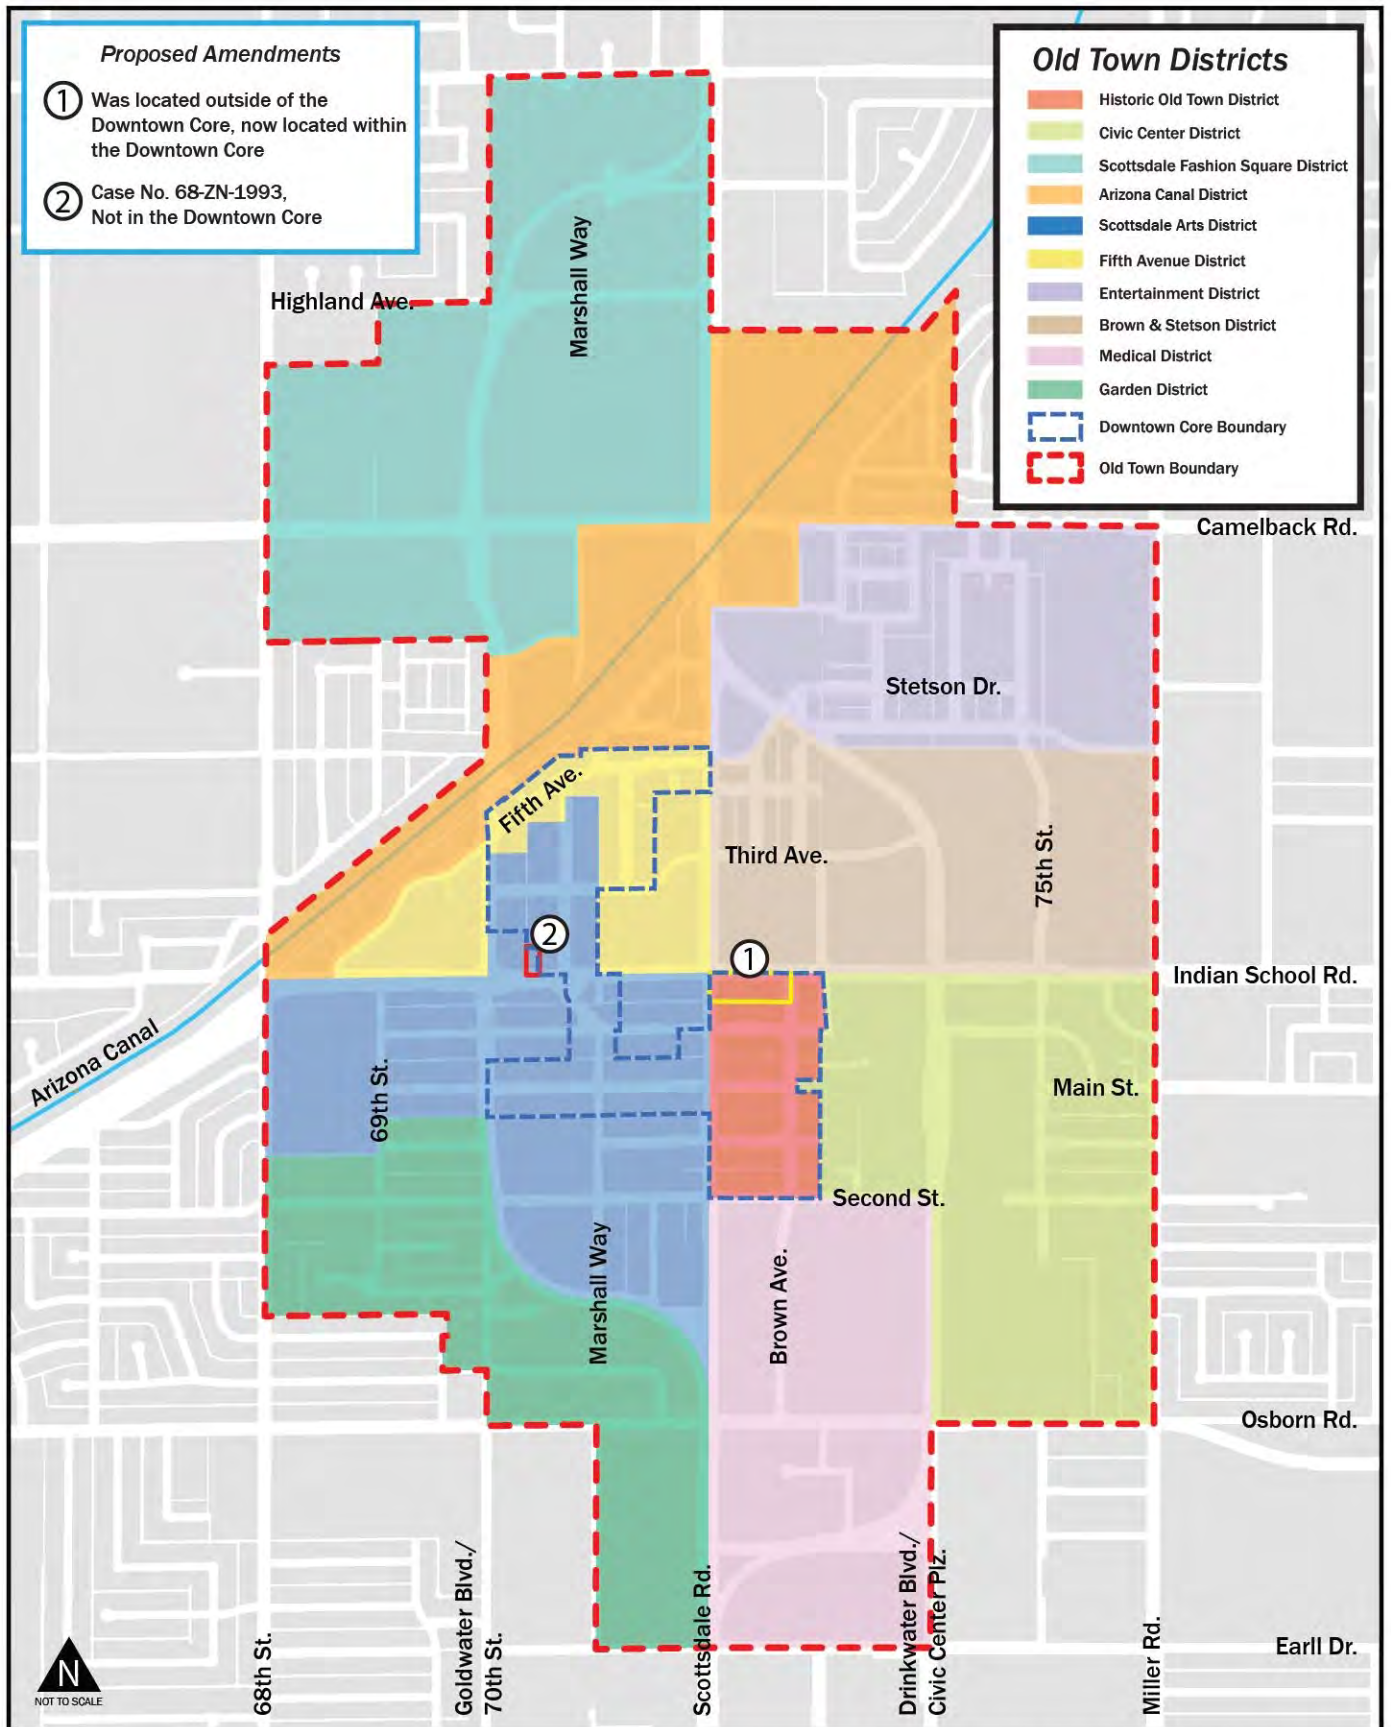 Proposed Amendments
1 Was located outside of the
Downtown Core, now located within
the Downtown Core
2 Case No. 68-ZN-1993,
Not in the Downtown Core
Old Town Districts
Historic Old Town District
Civic Center District
Scottsdale Fashion Square District
Arizona Canal District
Scottsdale Arts District
Fifth Avenue District
Entertainment District
Brown & Stetson District
Medical District
Garden District
Downtown Core Boundary
Old Town Boundary
Marshall Way
Highland Ave.
Camelback Rd.
Stetson Dr.
Fifth Ave.
Third Ave.
75th St.
2
1
Indian School Rd.
Arizona Canal
69th St.
Main St.
Second St.
Marshall Way
Brown Ave.
Osborn Rd.
68th St.
Goldwater Blvd./
70th St.
Scottsdale Rd.
Drinkwater Blvd./
Civic Center Plz.
Miller Rd.
Earll Dr.
N
NOT TO SCALE